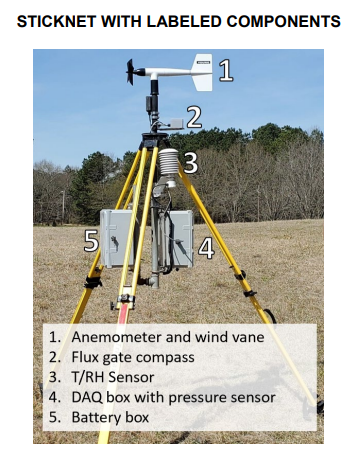 STICKNET WITH LABELED COMPONENTS
1
2
3
5
4
1. Anemometer and wind vane
2. Flux gate compass
3. T/RH Sensor
4. DAQ box with pressure sensor
5. Battery box